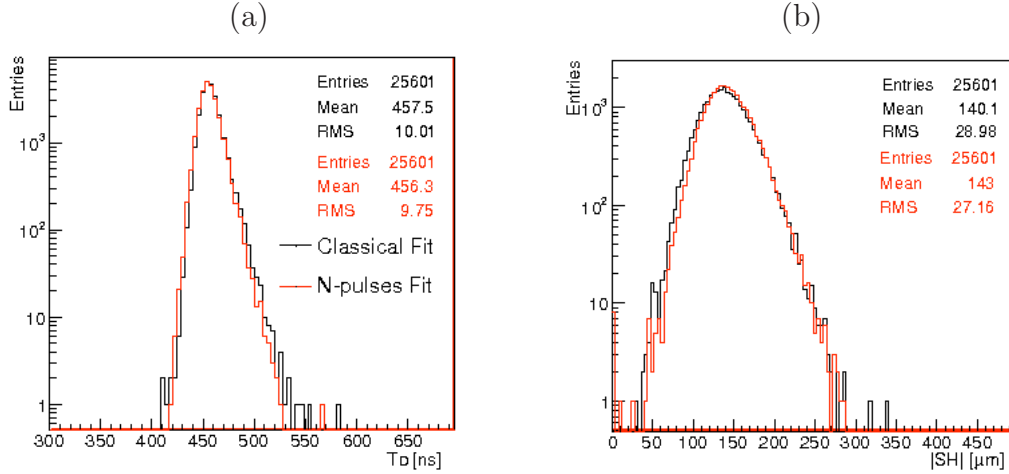 (a)
(b)
Entries
Entries 25601
Mean 457.5
RMS 10.01
Entries 25601
Mean 456.3
RMS 9.75
Classical Fit
N-pulses Fit
10³
10²
10
1
300 350 400 450 500 550 600 650
TD [ns]
Entries
Entries 25601
Mean 140.1
RMS 28.98
Entries 25601
Mean 143
RMS 27.16
10³
10²
10
1
0 50 100 150 200 250 300 350 400 450
|SH| [µm]